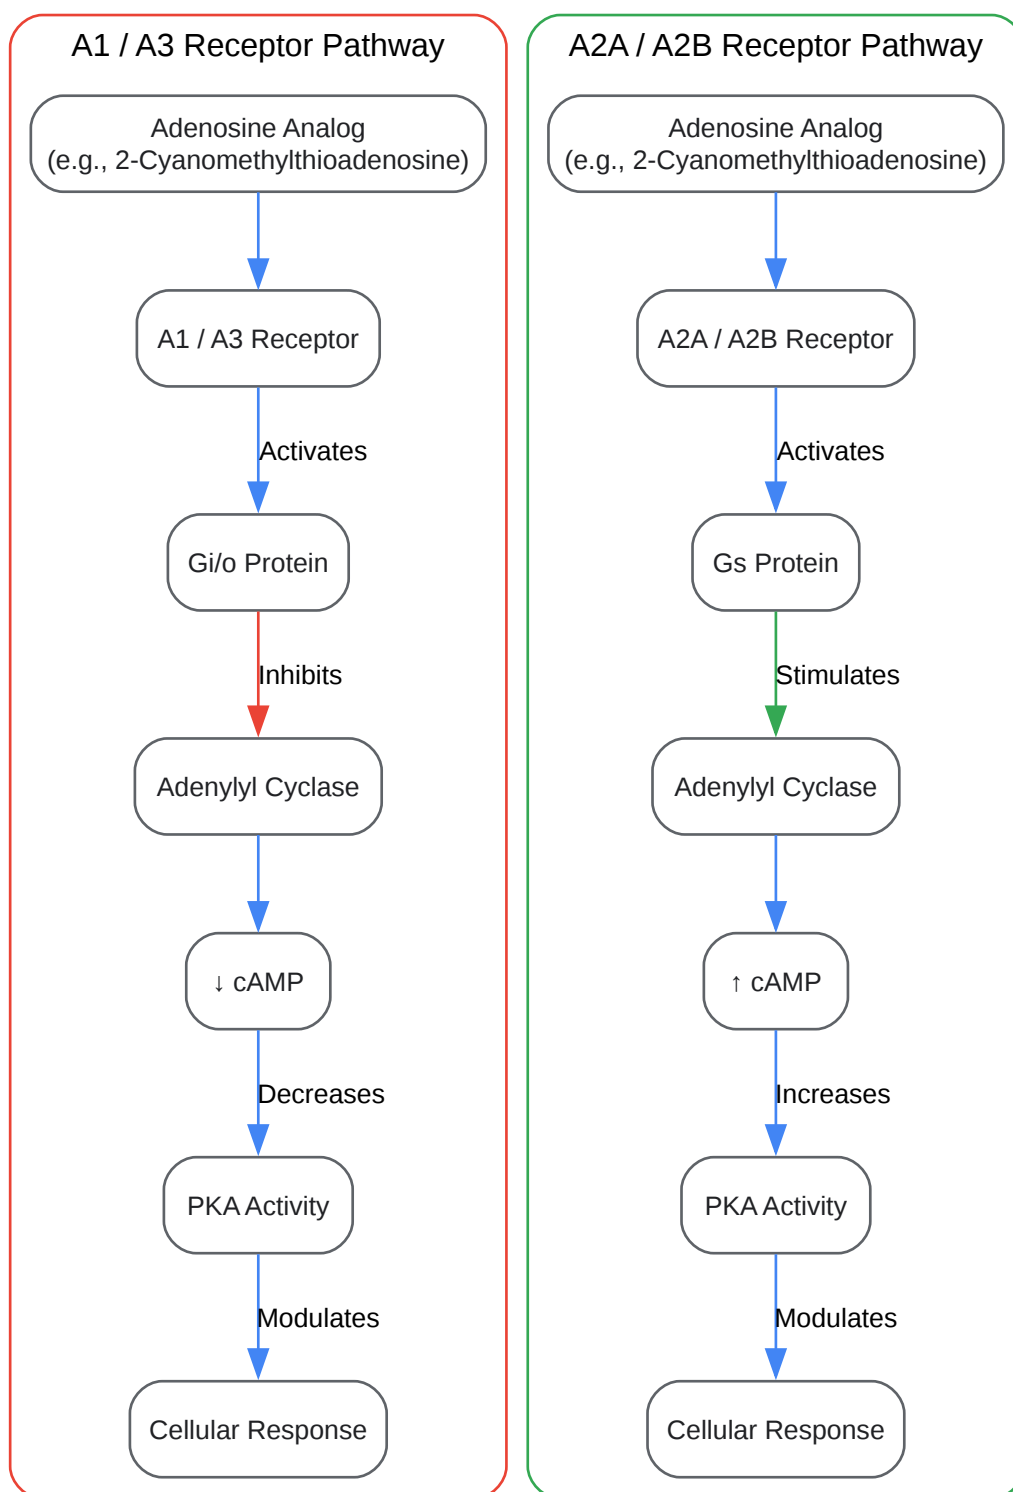 A1 / A3 Receptor Pathway
Adenosine Analog
(e.g., 2-Cyanomethylthioadenosine)
A1 / A3 Receptor
Activates
Gi/o Protein
Inhibits
Adenylyl Cyclase
↓ cAMP
Decreases
PKA Activity
Modulates
Cellular Response
A2A / A2B Receptor Pathway
Adenosine Analog
(e.g., 2-Cyanomethylthioadenosine)
A2A / A2B Receptor
Activates
Gs Protein
Stimulates
Adenylyl Cyclase
↑ cAMP
Increases
PKA Activity
Modulates
Cellular Response